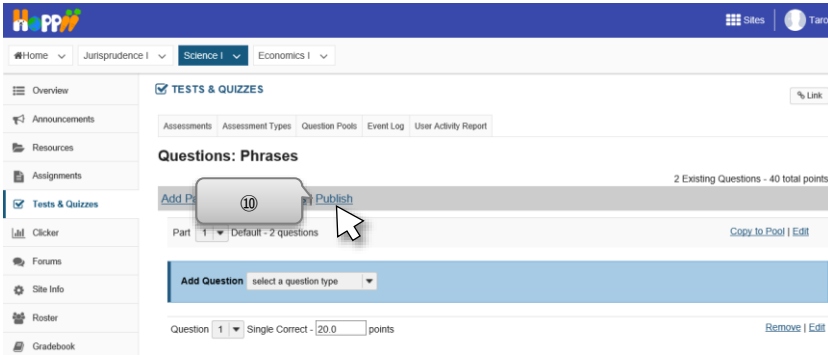 Hoppii
Sites
Taro
Home
Jurisprudence I
Science I
Economics I
Overview
Announcements
Resources
Assignments
Tests & Quizzes
Clicker
Forums
Site Info
Roster
Gradebook
TESTS & QUIZZES
Link
Assessments Assessment Types Question Pools Event Log User Activity Report
Questions: Phrases
2 Existing Questions - 40 total points
Add
⑩
Publish
Part 1 Default - 2 questions
Copy to Pool | Edit
Add Question select a question type
Question 1 Single Correct - 20.0 points
Remove | Edit